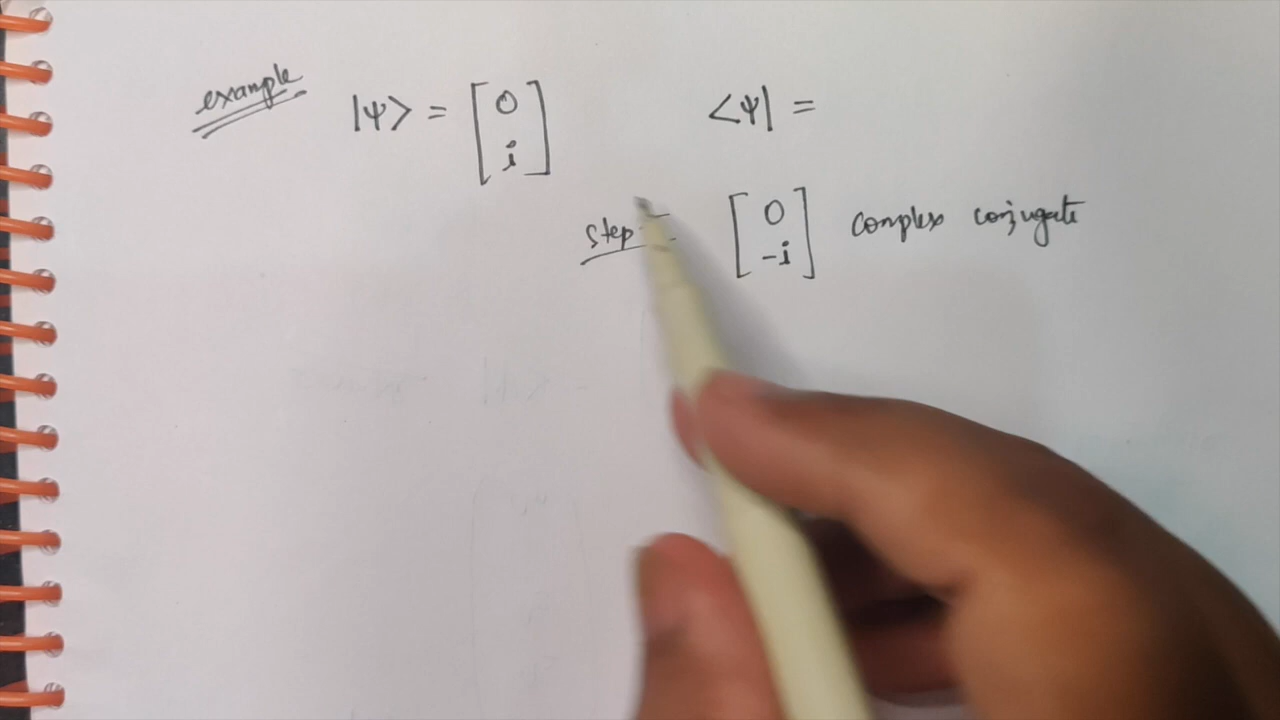 example |ψ> = [0 i] <ψ| =
step [0 -i] complex conjugate